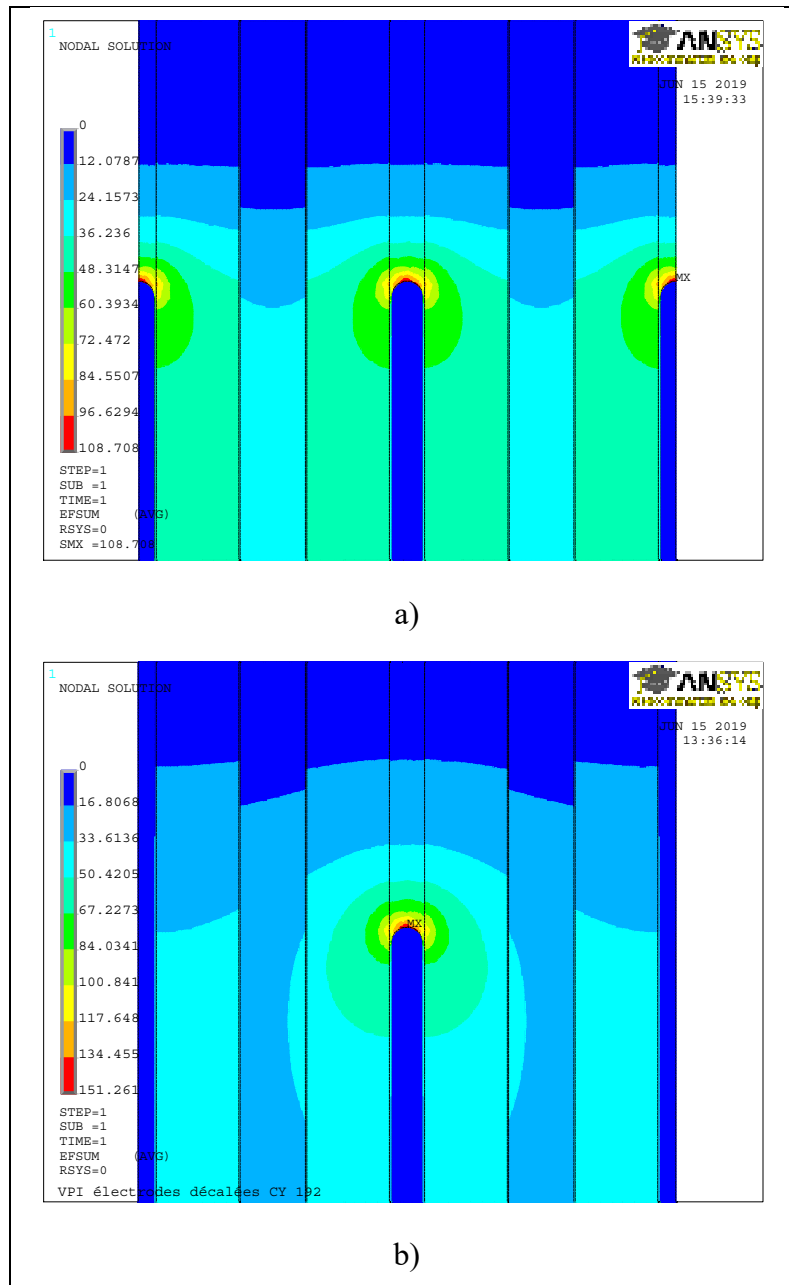 1
NODAL SOLUTION
ANSYS
JUN 15 2019
15:39:33
0
12.0787
24.1573
36.236
48.3147
60.3934
72.472
84.5507
96.6294
108.708
MX
STEP=1
SUB =1
TIME=1
EFSUM (AVG)
RSYS=0
SMX =108.708
a)
1
NODAL SOLUTION
ANSYS
JUN 15 2019
13:36:14
0
16.8068
33.6136
50.4205
67.2273
84.0341
100.841
117.648
134.455
151.261
MX
STEP=1
SUB =1
TIME=1
EFSUM (AVG)
RSYS=0
VPI électrodes décalées CY 192
b)